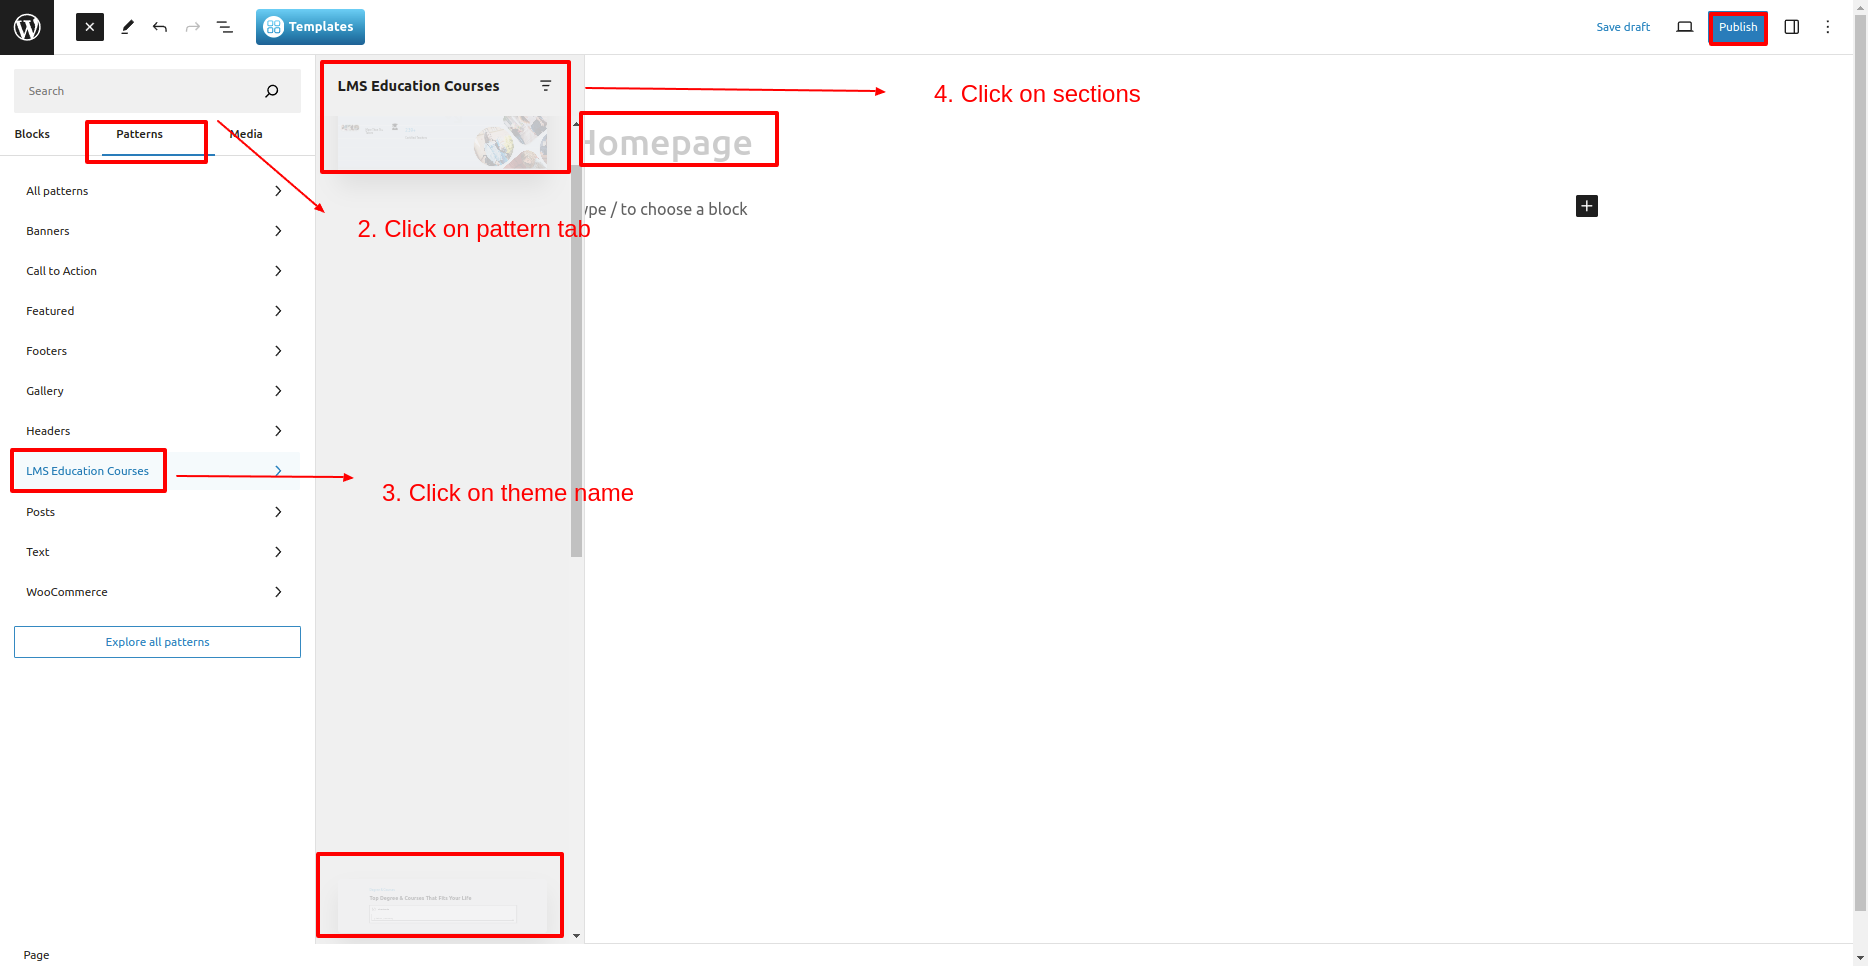 Templates
Save draft
Publish
Search
Blocks
Patterns
Media
LMS Education Courses
4. Click on sections
Homepage
ype / to choose a block
2. Click on pattern tab
All patterns
Banners
Call to Action
Featured
Footers
Gallery
Headers
LMS Education Courses
3. Click on theme name
Posts
Text
WooCommerce
Explore all patterns
Top Degree & Courses That Fits Your Life
Page